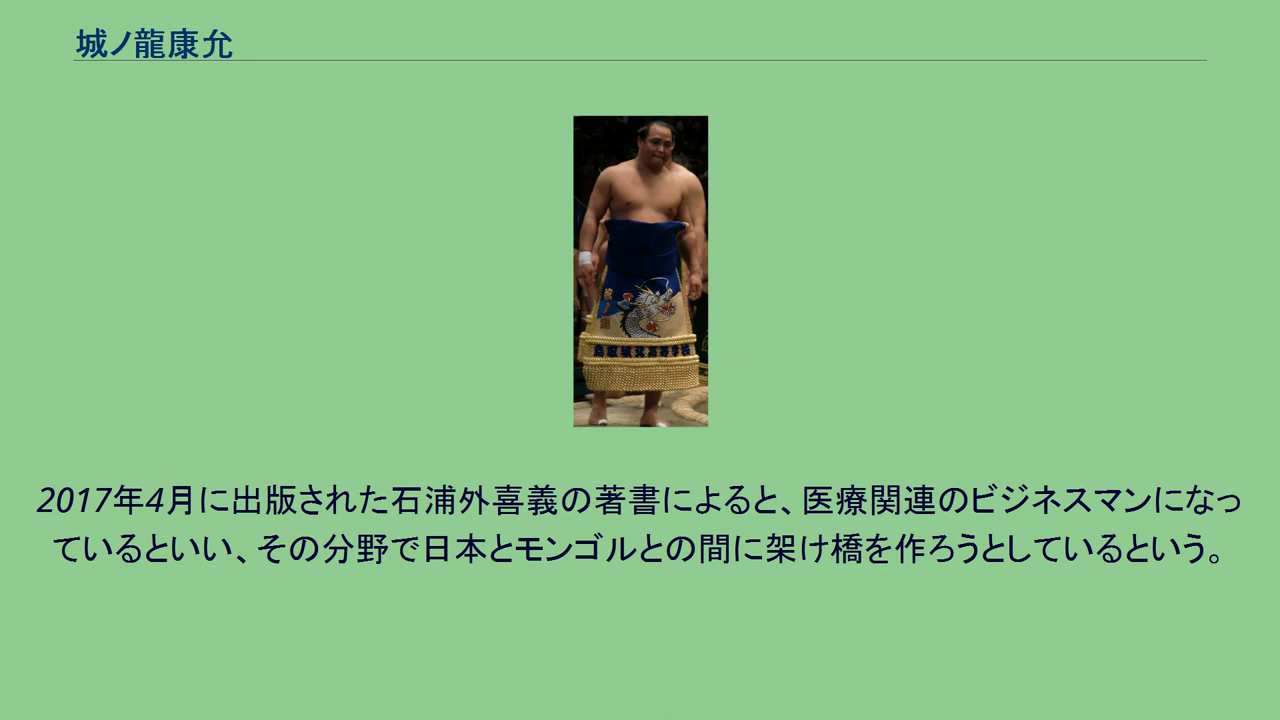 城ノ龍康允
2017年4月に出版された石浦外喜義の著書によると、医療関連のビジネスマンになっ
ているといい、その分野で日本とモンゴルとの間に架け橋を作ろうとしているという。